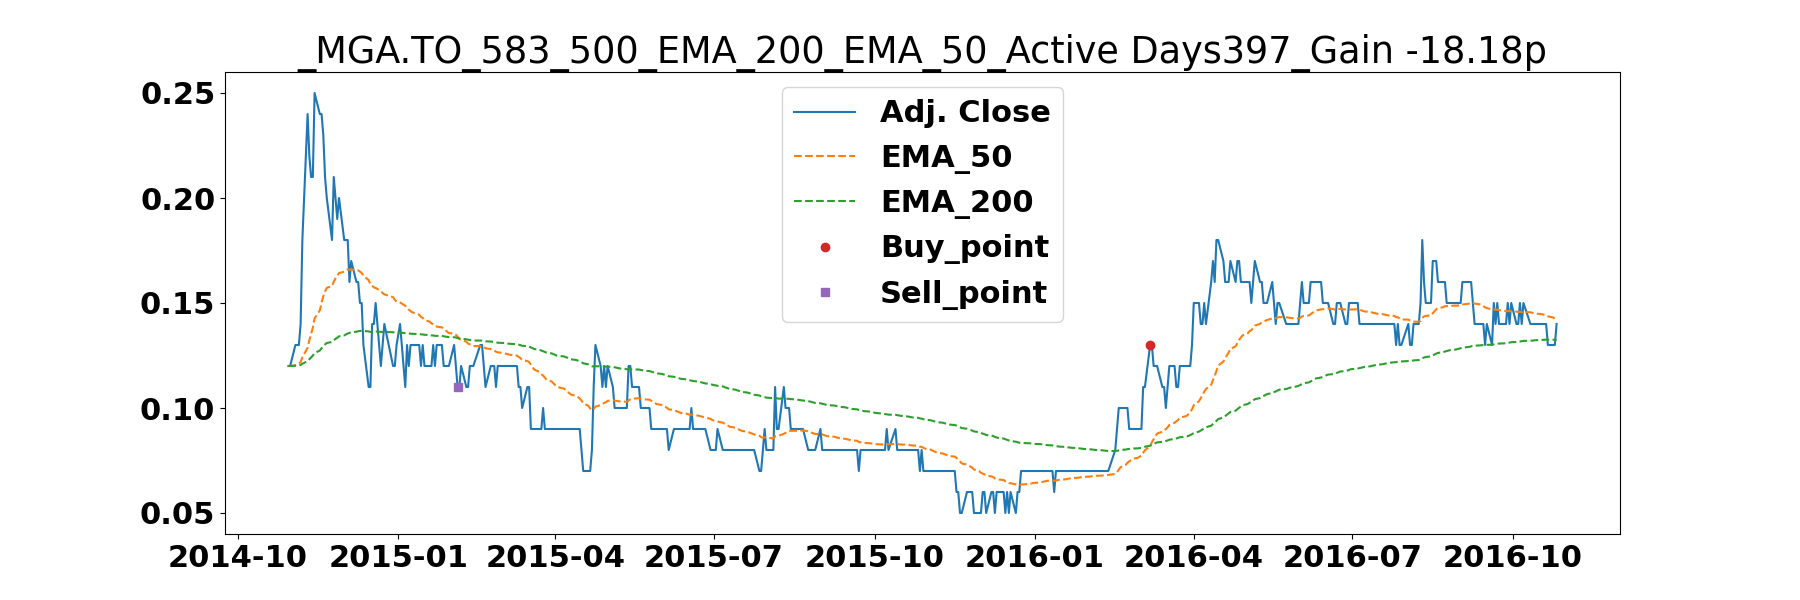 _MGA.TO_583_500_EMA_200_EMA_50_Active Days397_Gain -18.18p
0.25
0.20
0.15
0.10
0.05
Adj. Close
EMA_50
EMA_200
Buy_point
Sell_point
2014-10 2015-01 2015-04 2015-07 2015-10 2016-01 2016-04 2016-07 2016-10